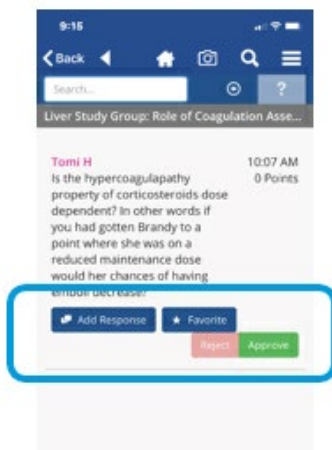 9:15
Back
Search...
?
Liver Study Group: Role of Coagulation Asse...
Tomi H 10:07 AM
0 Points
Is the hypercoagulapathy
property of corticosteroids dose
dependent? In other words if
you had gotten Brandy to a
point where she was on a
reduced maintenance dose
would her chances of having
emboli decrease?
Add Response Favorite
Reject Approve